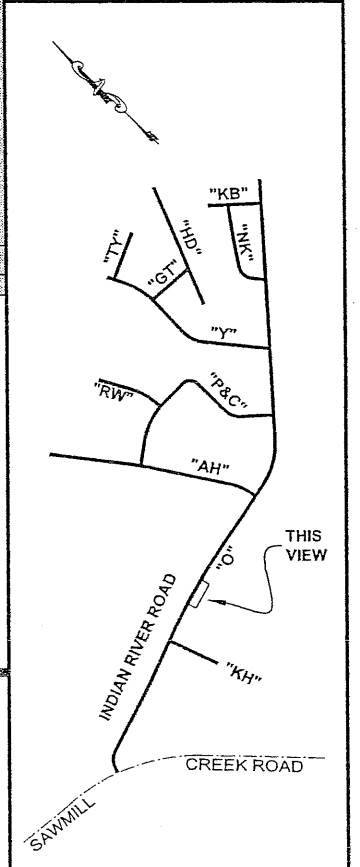 "KB"
"NK"
"HD"
"TY"
"GT"
"Y"
"P&C"
"RW"
"AH"
"O"
THIS
VIEW
INDIAN RIVER ROAD
"KH"
CREEK ROAD
SAWMILL